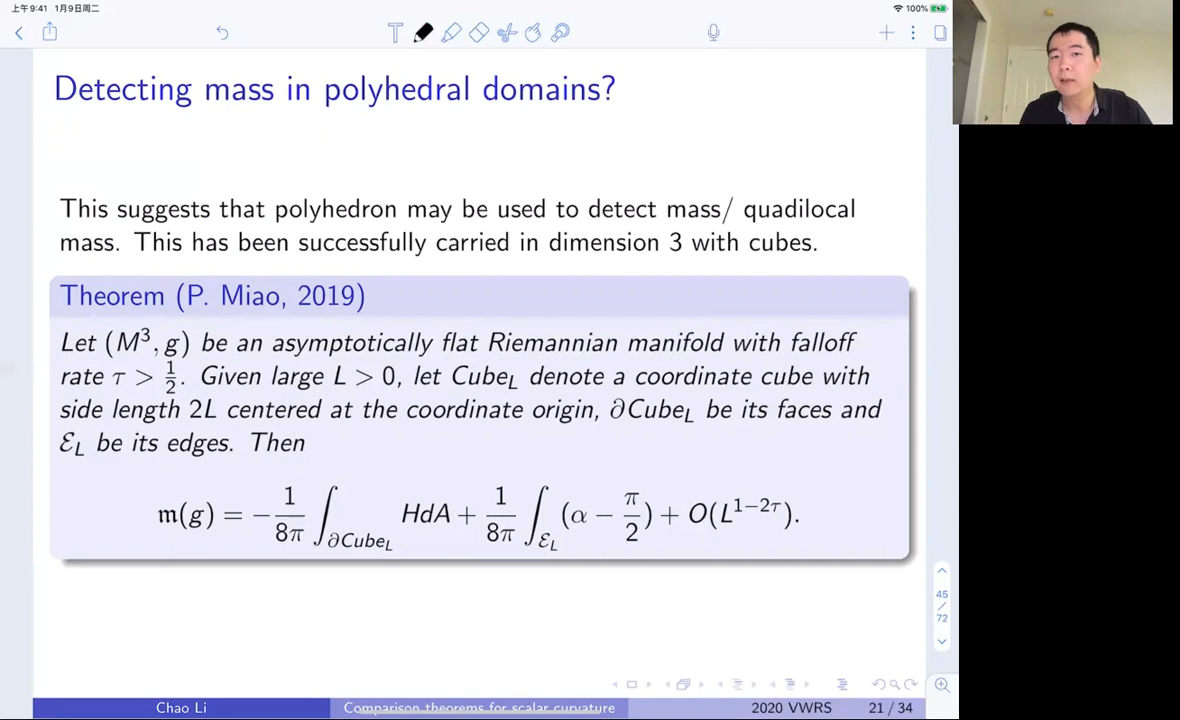 上午9:41 1月9日周二
100%
Detecting mass in polyhedral domains?
This suggests that polyhedron may be used to detect mass/ quadilocal
mass. This has been successfully carried in dimension 3 with cubes.
Theorem (P. Miao, 2019)
Let (M³, g) be an asymptotically flat Riemannian manifold with falloff
rate τ > 1/2. Given large L > 0, let Cube_L denote a coordinate cube with
side length 2L centered at the coordinate origin, ∂Cube_L be its faces and
ℰ_L be its edges. Then
𝔪(g) = −1/8π ∫_∂Cube_L HdA + 1/8π ∫_ℰ_L (α − π/2) + O(L^{1−2τ}).
45
/
72
Chao Li Comparison theorems for scalar curvature 2020 VWRS 21 / 34